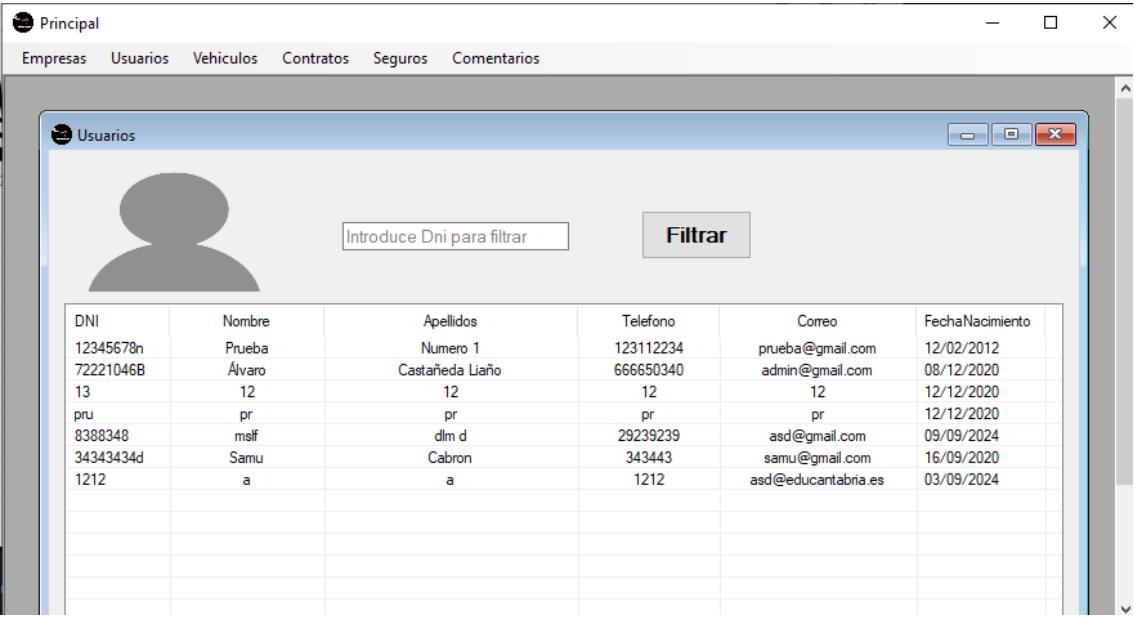 Principal
Empresas Usuarios Vehiculos Contratos Seguros Comentarios
Usuarios
Introduce Dni para filtrar Filtrar
DNI Nombre Apellidos Telefono Correo FechaNacimiento
12345678n Prueba Numero 1 123112234 prueba@gmail.com 12/02/2012
72221046B Álvaro Castañeda Liaño 666650340 admin@gmail.com 08/12/2020
13 12 12 12 12 12/12/2020
pru pr pr pr pr 12/12/2020
8388348 mslf dlm d 29239239 asd@gmail.com 09/09/2024
34343434d Samu Cabron 343443 samu@gmail.com 16/09/2020
1212 a a 1212 asd@educantabria.es 03/09/2024